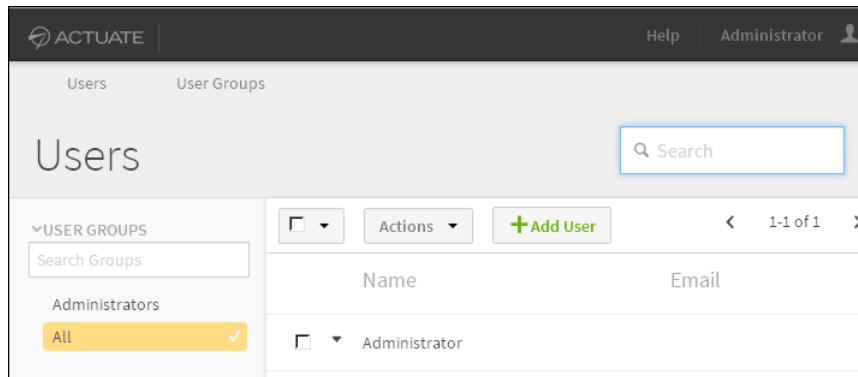 ACTUATE Help Administrator
Users User Groups
Users
Search
USER GROUPS
Search Groups
Administrators
All
Actions Add User 1-1 of 1
Name Email
Administrator